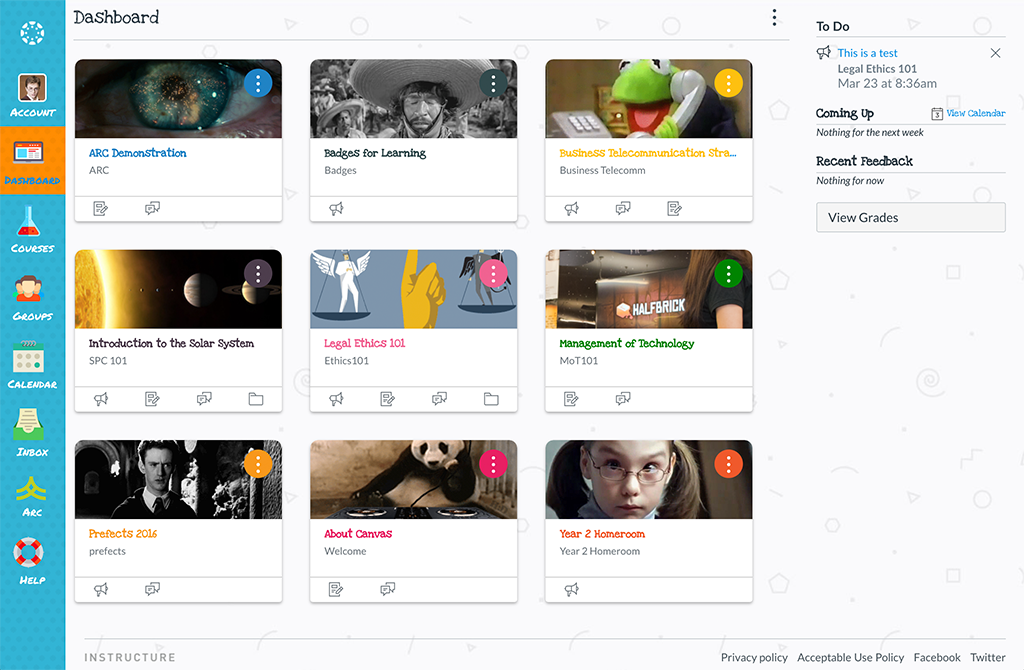 Dashboard
ACCOUNT
DASHBOARD
COURSES
GROUPS
CALENDAR
INBOX
ARC
HELP
ARC Demonstration
ARC
Badges for Learning
Badges
Business Telecommunication Stra...
Business Telecomm
HALFBRICK
Introduction to the Solar System
SPC 101
Legal Ethics 101
Ethics101
Management of Technology
MoT101
Prefects 2016
prefects
About Canvas
Welcome
Year 2 Homeroom
Year 2 Homeroom
To Do
This is a test
Legal Ethics 101
Mar 23 at 8:36am
Coming Up
3
View Calendar
Nothing for the next week
Recent Feedback
Nothing for now
View Grades
INSTRUCTURE
Privacy policy Acceptable Use Policy Facebook Twitter